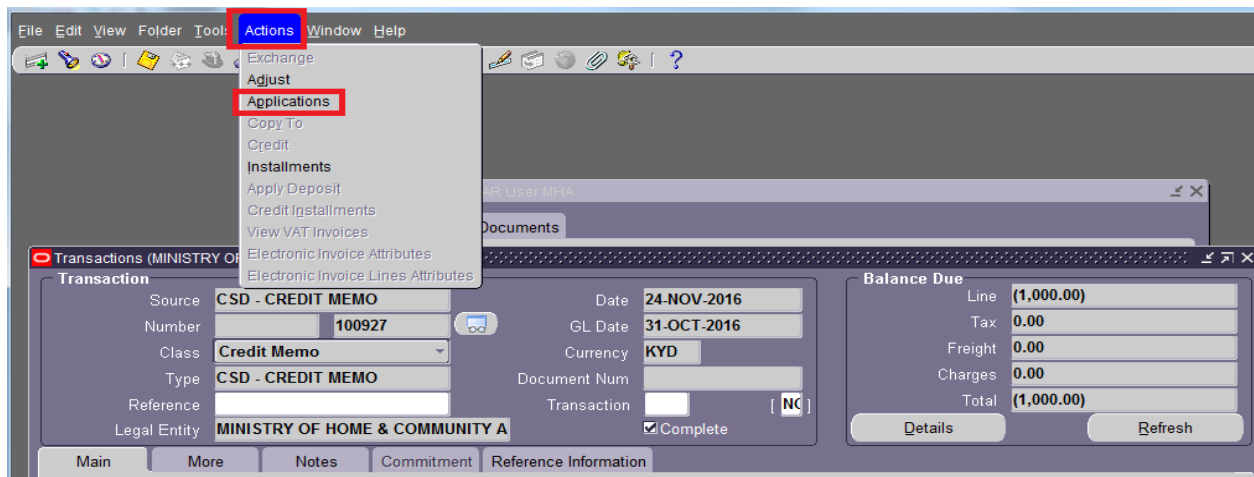 File Edit View Folder Tools Actions Window Help
Exchange
Adjust
Applications
Copy To
Credit
Installments
Apply Deposit
Credit Installments
View VAT Invoices
Electronic Invoice Attributes
Electronic Invoice Lines Attributes
AR User MHA
Documents
Transactions (MINISTRY OF
Transaction
Source CSD - CREDIT MEMO
Number 100927
Class Credit Memo
Type CSD - CREDIT MEMO
Reference
Legal Entity MINISTRY OF HOME & COMMUNITY A
Date 24-NOV-2016
GL Date 31-OCT-2016
Currency KYD
Document Num
Transaction [ NO ]
Complete
Balance Due
Line (1,000.00)
Tax 0.00
Freight 0.00
Charges 0.00
Total (1,000.00)
Details Refresh
Main More Notes Commitment Reference Information